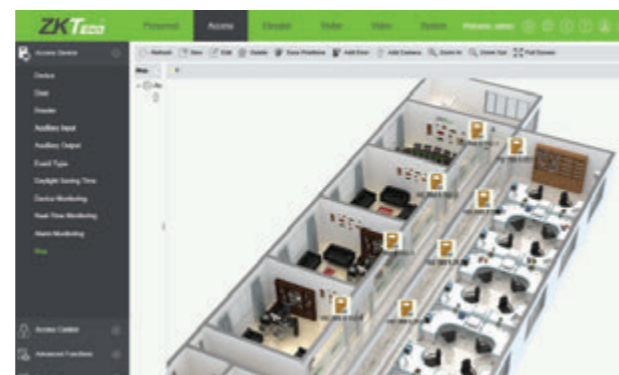 ZKTeco
Personnel Access Elevator Visitor Video System
Access Device
Refresh New Edit Delete Save Positions Add Door Add Camera Zoom In Zoom Out Full Screen
Map
Device
Door
Reader
Auxiliary Input
Auxiliary Output
Event Type
Daylight Saving Time
Device Monitoring
Real-Time Monitoring
Alarm Monitoring
Map
Access Control
Advanced Functions